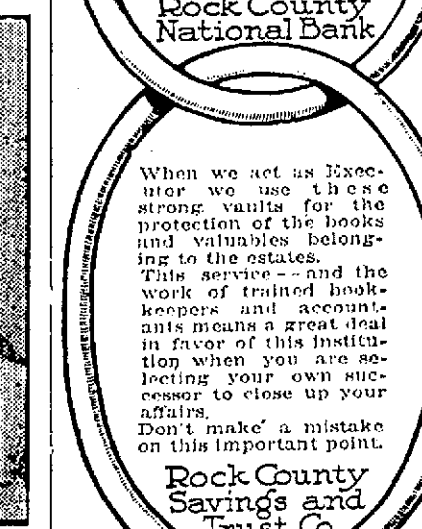 Rock County
National Bank
When we act as Exec-
utor we use these
strong vaults for the
protection of the books
and valuables belong-
ing to the estates.
This service -- and the
work of trained book-
keepers and account-
ants means a great deal
in favor of this institu-
tion when you are se-
lecting your own suc-
cessor to close up your
affairs.
Don't make a mistake
on this important point.
Rock County
Savings and
Trust Co